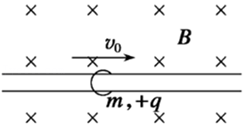 × × × ×
v₀ B
× × × ×
m,+q
× × × ×